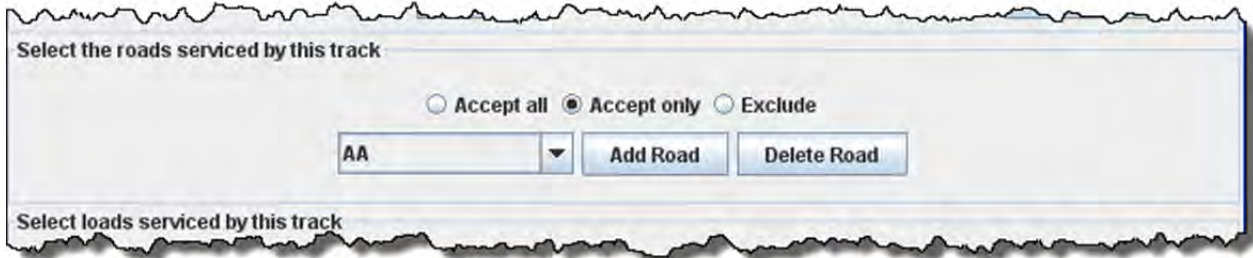 Select the roads serviced by this track
Accept all Accept only Exclude
AA Add Road Delete Road
Select loads serviced by this track